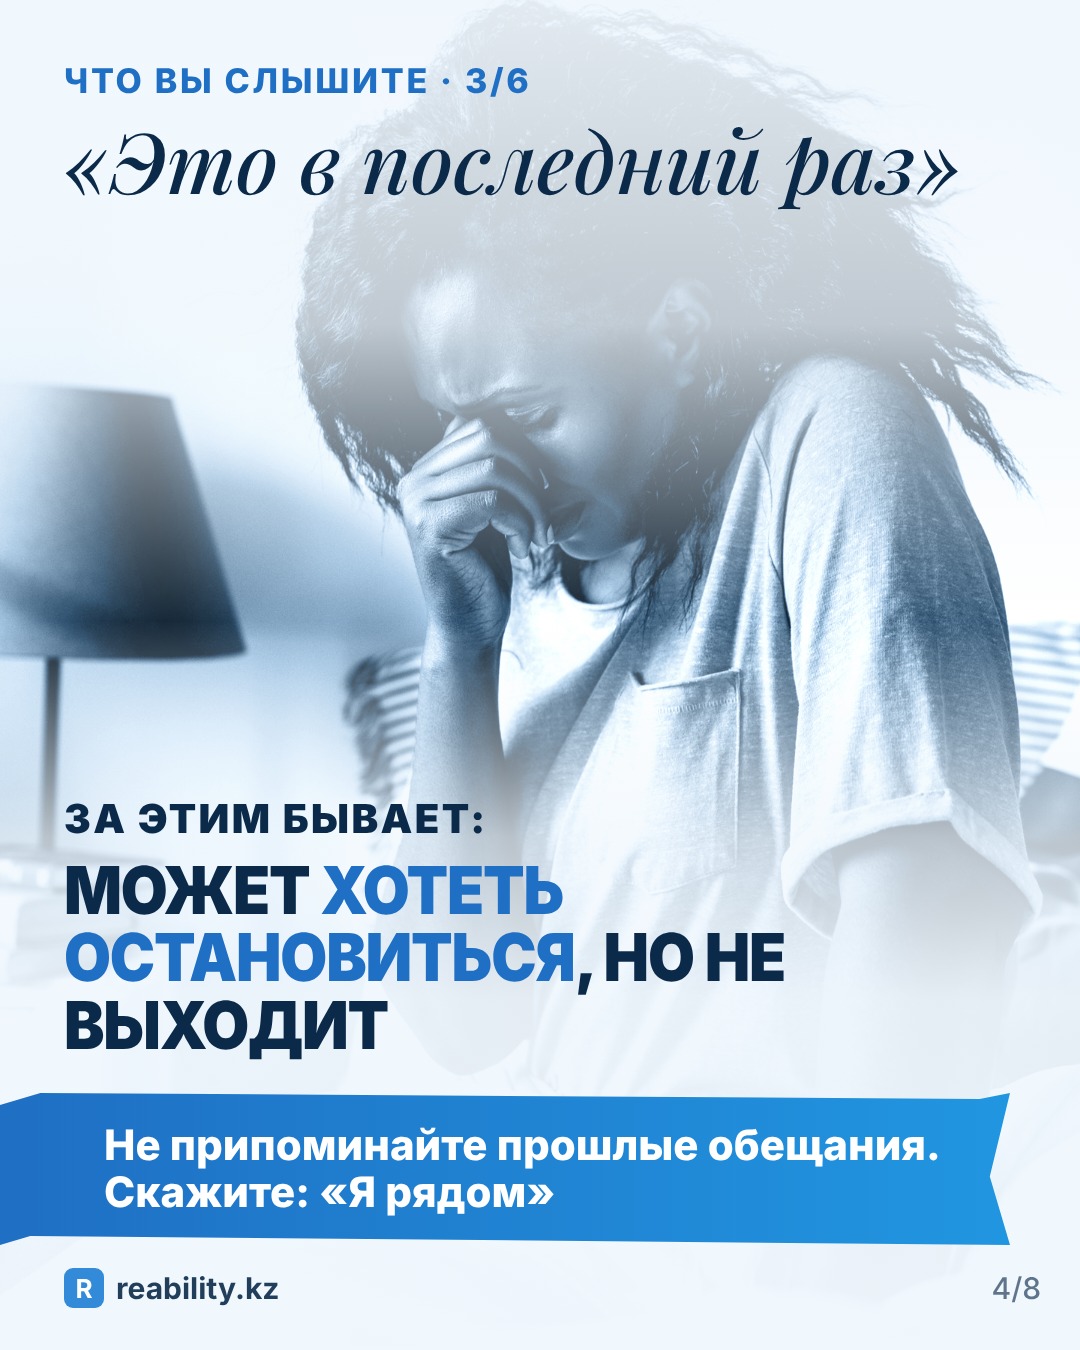 ЧТО ВЫ СЛЫШИТЕ · 3/6
«Это в последний раз»
ЗА ЭТИМ БЫВАЕТ:
МОЖЕТ ХОТЕТЬ
ОСТАНОВИТЬСЯ, НО НЕ
ВЫХОДИТ
Не припоминайте прошлые обещания.
Скажите: «Я рядом»
R reability.kz
4/8